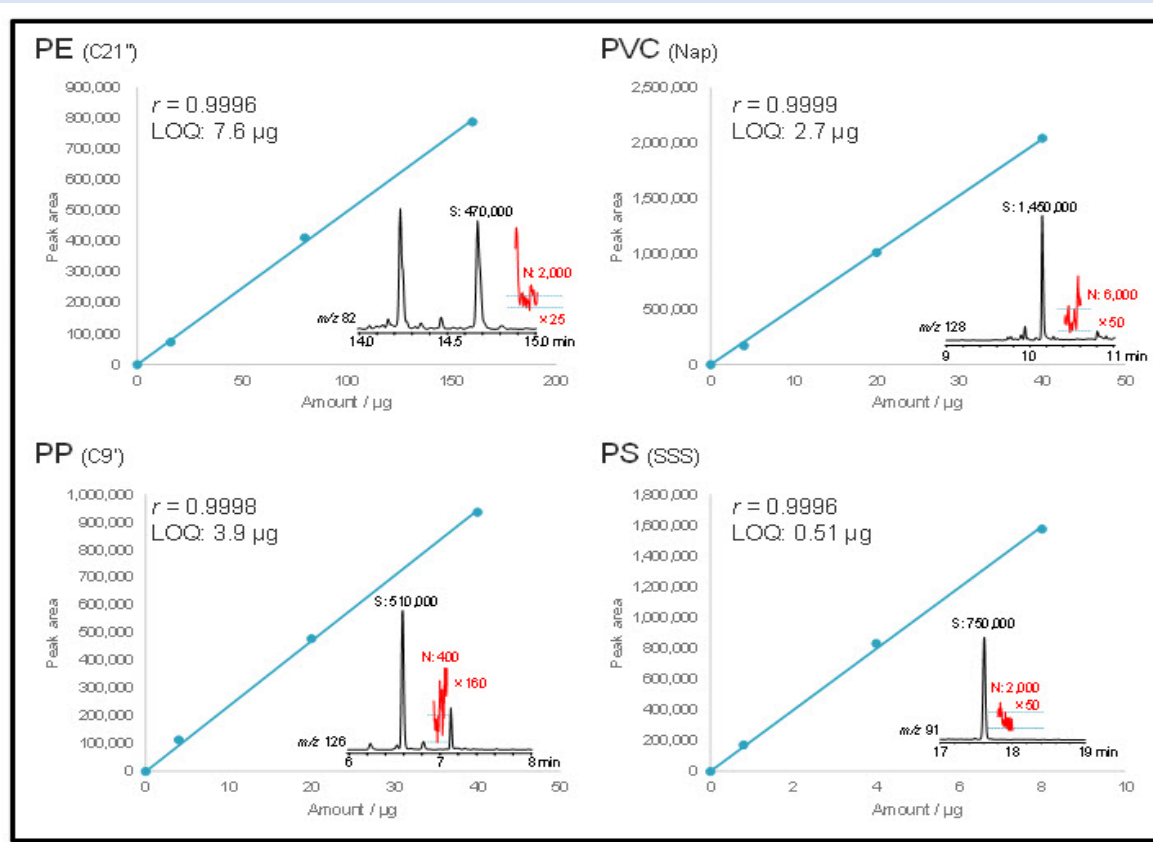 PE (C21")
r = 0.9996
LOQ: 7.6 µg
Peak area
900,000
800,000
700,000
600,000
500,000
400,000
300,000
200,000
100,000
0
S: 470,000
N: 2,000
×25
m/z 82
14.0 14.5 15.0 min
0 50 100 150 200
Amount / µg
PVC (Nap)
r = 0.9999
LOQ: 2.7 µg
Peak area
2,500,000
2,000,000
1,500,000
1,000,000
500,000
0
S: 1,450,000
N: 6,000
×50
m/z 128
9 10 11 min
0 10 20 30 40 50
Amount / µg
PP (C9')
r = 0.9998
LOQ: 3.9 µg
Peak area
1,000,000
900,000
800,000
700,000
600,000
500,000
400,000
300,000
200,000
100,000
0
S: 510,000
N: 400
×160
m/z 126
6 7 8 min
0 10 20 30 40 50
Amount / µg
PS (SSS)
r = 0.9996
LOQ: 0.51 µg
Peak area
1,800,000
1,600,000
1,400,000
1,200,000
1,000,000
800,000
600,000
400,000
200,000
0
S: 750,000
N: 2,000
×50
m/z 91
17 18 19 min
0 2 4 6 8 10
Amount / µg